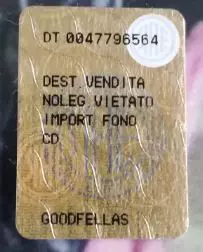 DT 0047796564
DEST.VENDITA
NOLEG.VIETATO
IMPORT.FONO
CD
GOODFELLAS